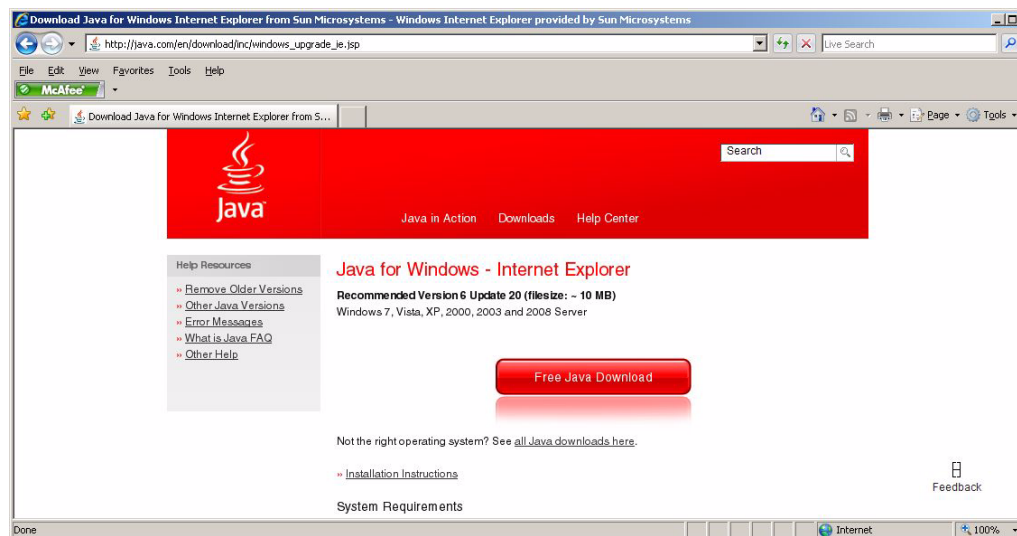 Download Java for Windows Internet Explorer from Sun Microsystems - Windows Internet Explorer provided by Sun Microsystems
http://java.com/en/download/inc/windows_upgrade_ie.jsp
Live Search
File Edit View Favorites Tools Help
McAfee
Download Java for Windows Internet Explorer from S...
Page Tools
Java
Search
Java in Action Downloads Help Center
Help Resources
» Remove Older Versions
» Other Java Versions
» Error Messages
» What is Java FAQ
» Other Help
Java for Windows - Internet Explorer
Recommended Version 6 Update 20 (filesize: ~ 10 MB)
Windows 7, Vista, XP, 2000, 2003 and 2008 Server
Free Java Download
Not the right operating system? See all Java downloads here.
» Installation Instructions
Feedback
System Requirements
Done
Internet
100%